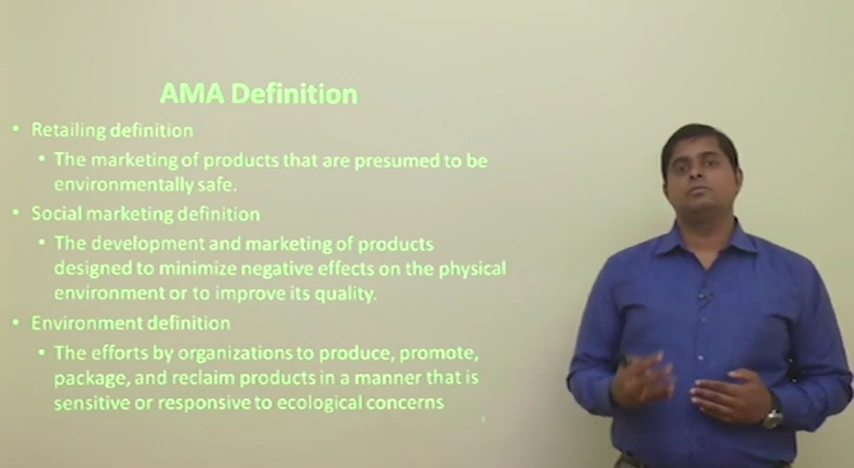 AMA Definition
• Retailing definition
• The marketing of products that are presumed to be
environmentally safe.
• Social marketing definition
• The development and marketing of products
designed to minimize negative effects on the physical
environment or to improve its quality.
• Environment definition
• The efforts by organizations to produce, promote,
package, and reclaim products in a manner that is
sensitive or responsive to ecological concerns